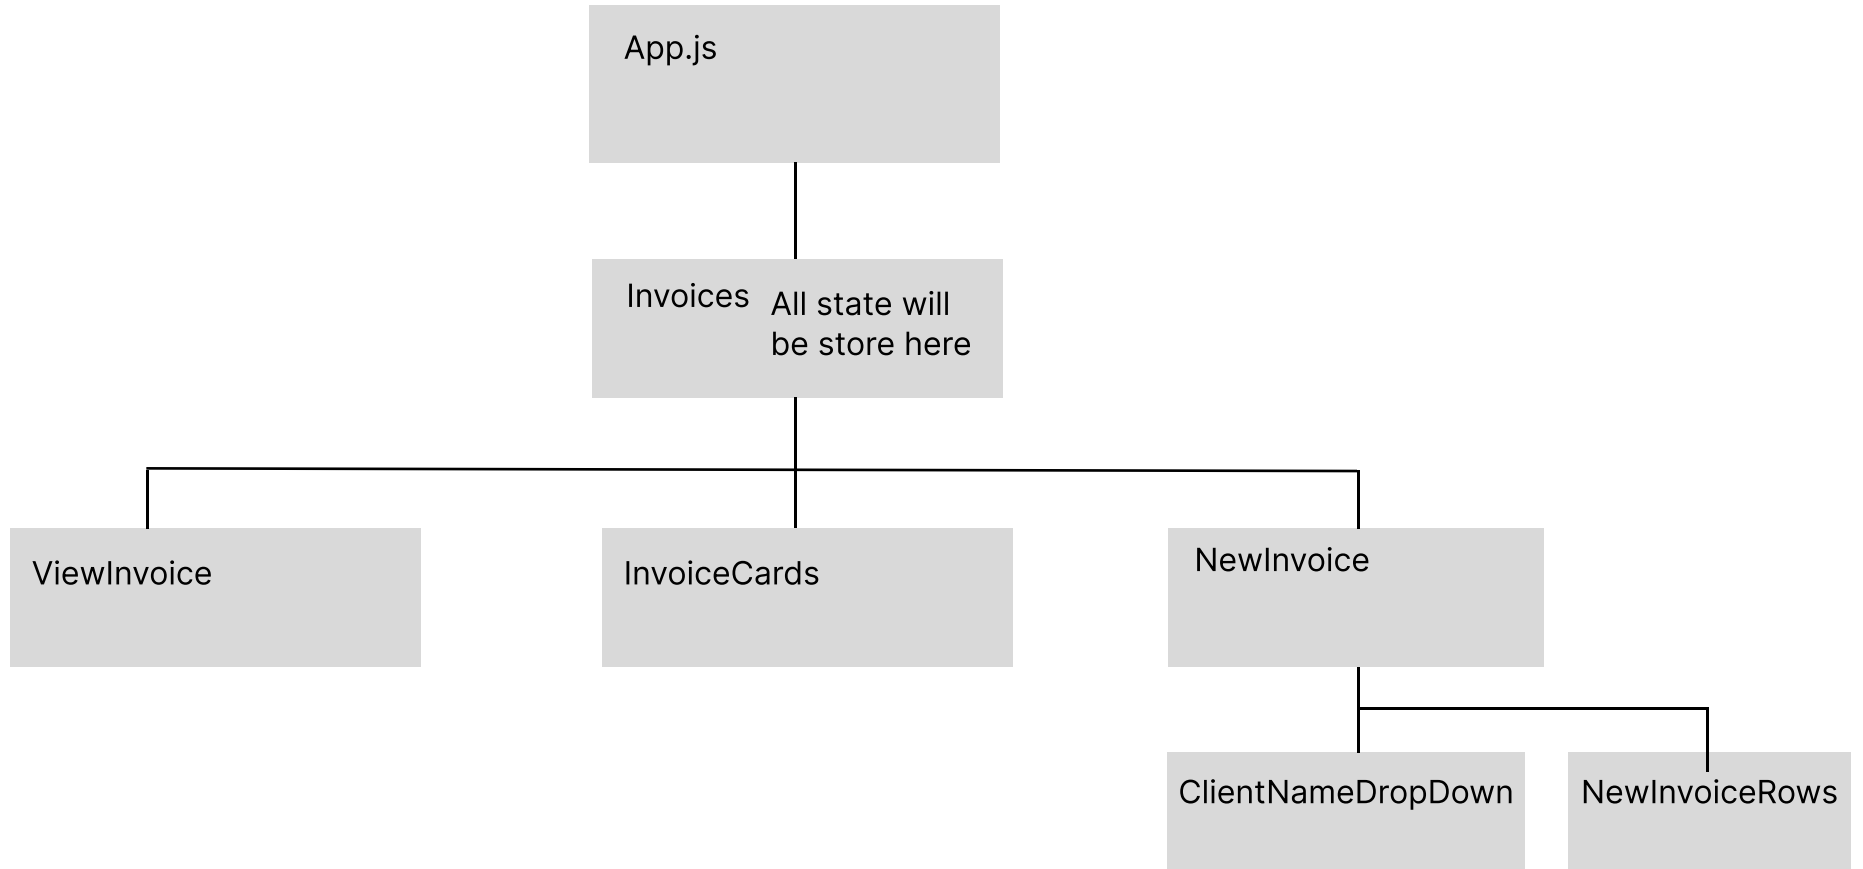 App.js
Invoices
All state will
be store here
ViewInvoice
InvoiceCards
NewInvoice
ClientNameDropDown
NewInvoiceRows